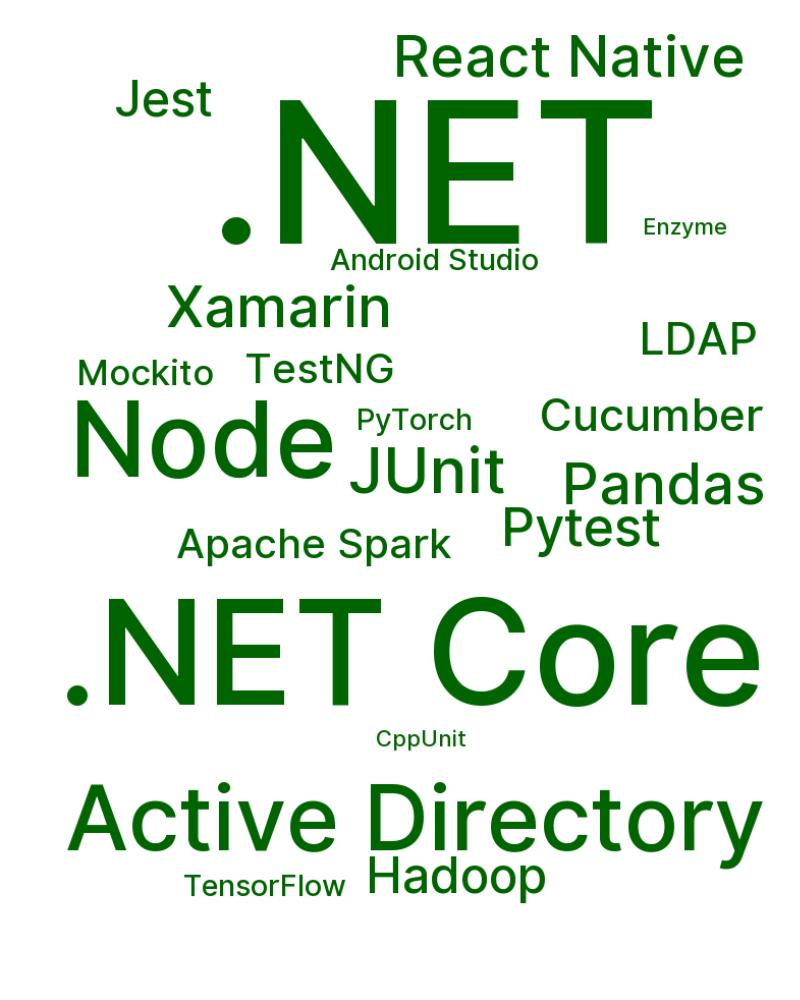 React Native
Jest
.NET
Enzyme
Android Studio
Xamarin
LDAP
Mockito
TestNG
Node
PyTorch
Cucumber
JUnit
Pandas
Pytest
Apache Spark
.NET Core
CppUnit
Active Directory
TensorFlow
Hadoop